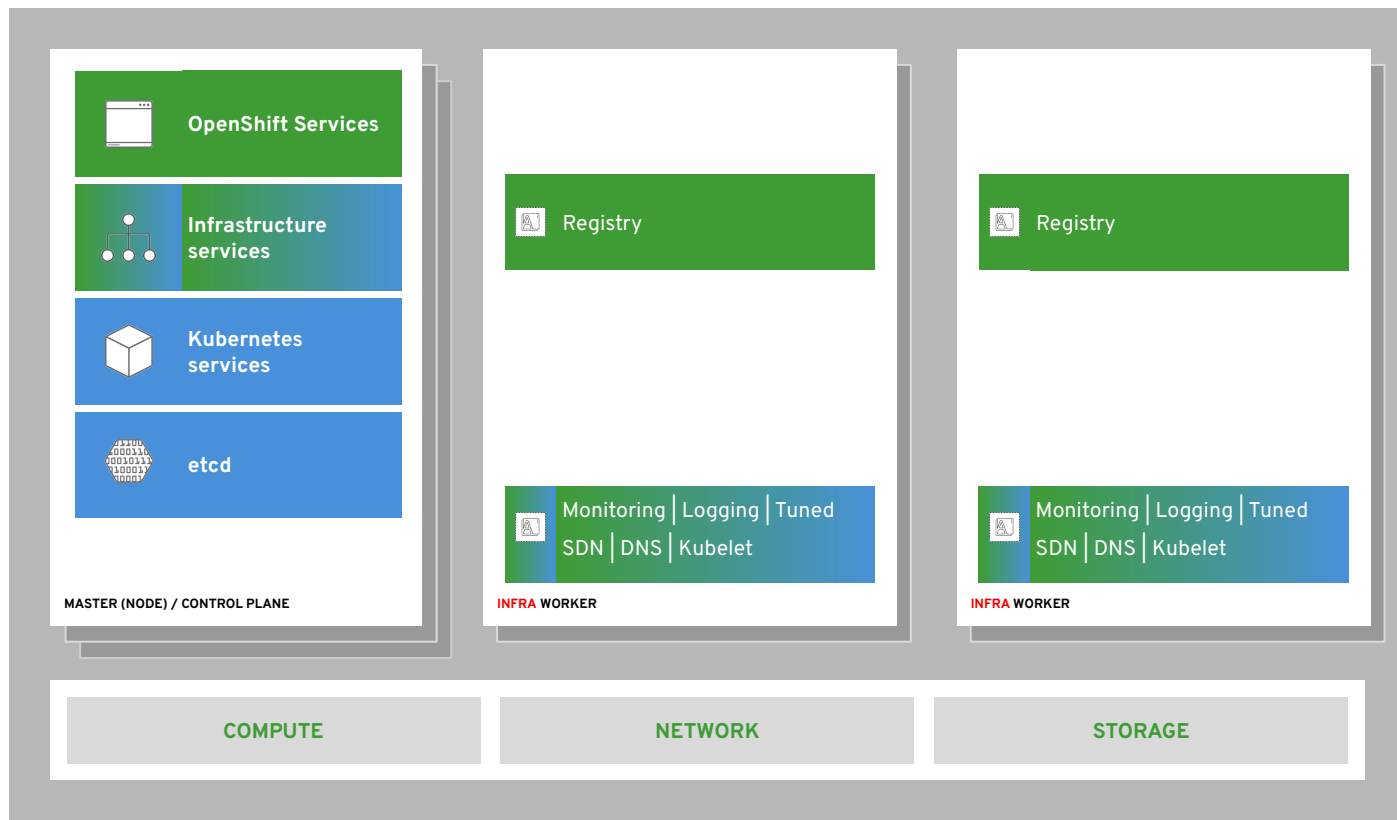 OpenShift Services
Infrastructure
services
Kubernetes
services
etcd
MASTER (NODE) / CONTROL PLANE
Registry
Monitoring | Logging | Tuned
SDN | DNS | Kubelet
INFRA WORKER
Registry
Monitoring | Logging | Tuned
SDN | DNS | Kubelet
INFRA WORKER
COMPUTE
NETWORK
STORAGE